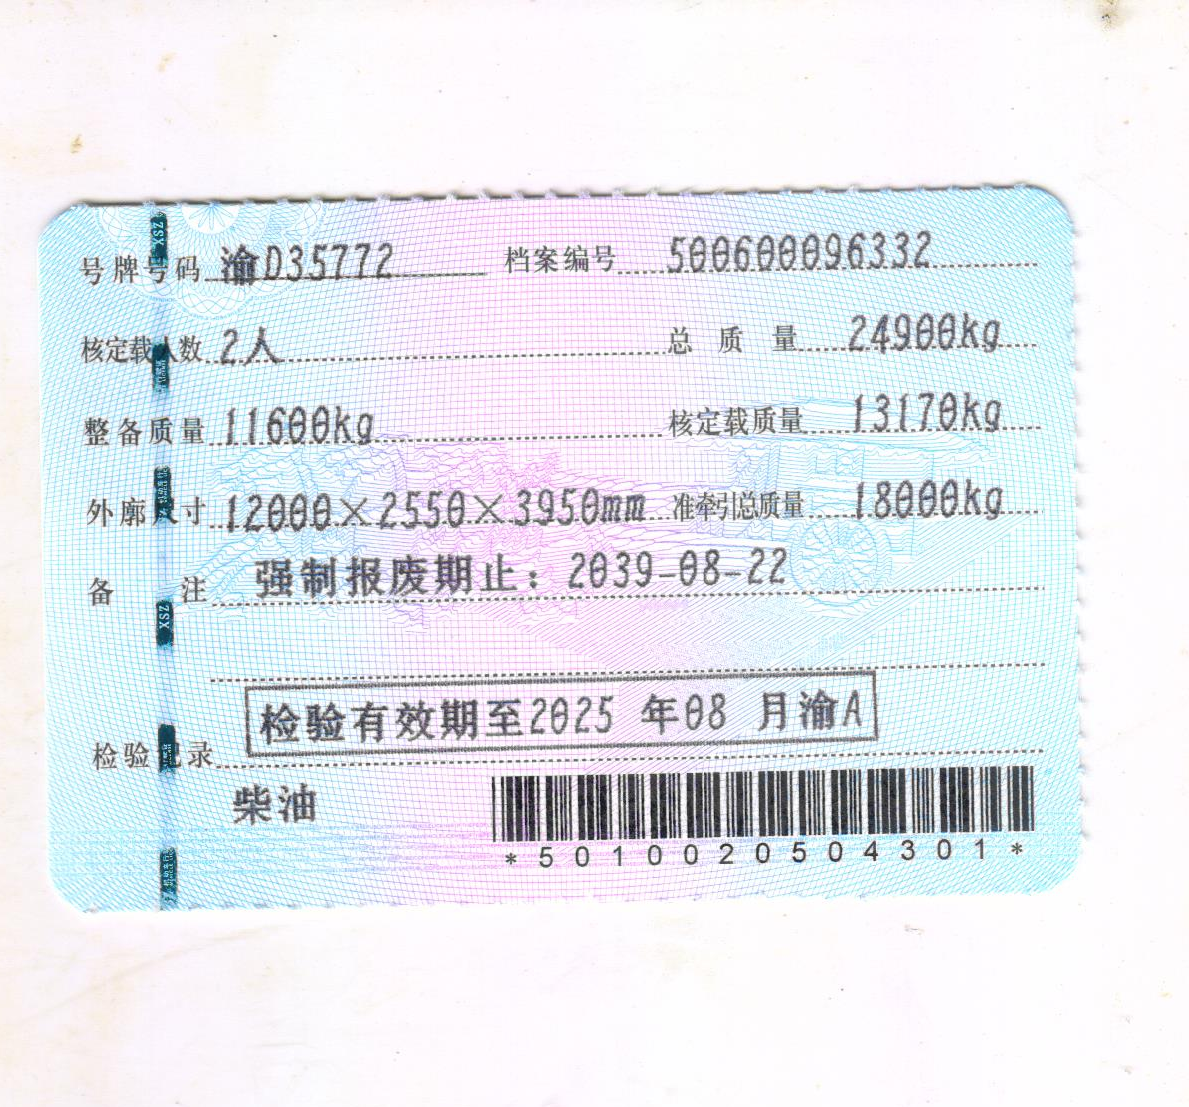 号牌号码 渝D35772 档案编号 500600096332
核定载人数 2人 总质量 24900kg
整备质量 11600kg 核定载质量 13170kg
外廓尺寸 12000×2550×3950mm 准牵引总质量 18000kg
备注 强制报废期止：2039-08-22
检验有效期至2025 年08 月渝A
检验记录
柴油
*5010020504301*
XSZ
XSZ